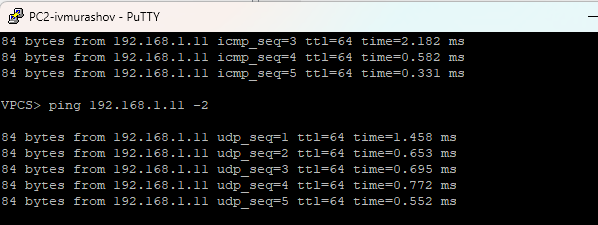 PC2-ivmurashov - PuTTY
84 bytes from 192.168.1.11 icmp_seq=3 ttl=64 time=2.182 ms
84 bytes from 192.168.1.11 icmp_seq=4 ttl=64 time=0.582 ms
84 bytes from 192.168.1.11 icmp_seq=5 ttl=64 time=0.331 ms
VPCS> ping 192.168.1.11 -2
84 bytes from 192.168.1.11 udp_seq=1 ttl=64 time=1.458 ms
84 bytes from 192.168.1.11 udp_seq=2 ttl=64 time=0.653 ms
84 bytes from 192.168.1.11 udp_seq=3 ttl=64 time=0.695 ms
84 bytes from 192.168.1.11 udp_seq=4 ttl=64 time=0.772 ms
84 bytes from 192.168.1.11 udp_seq=5 ttl=64 time=0.552 ms